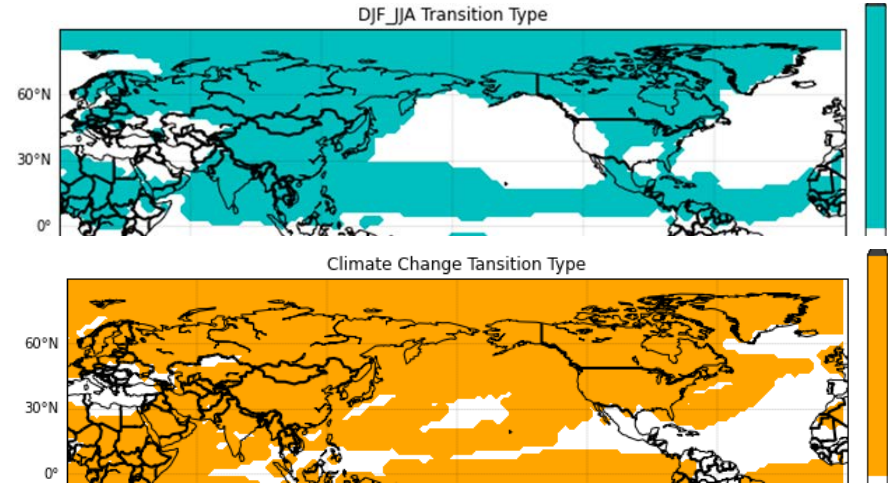 DJF_JJA Transition Type
60°N
30°N
0°
Climate Change Tansition Type
60°N
30°N
0°